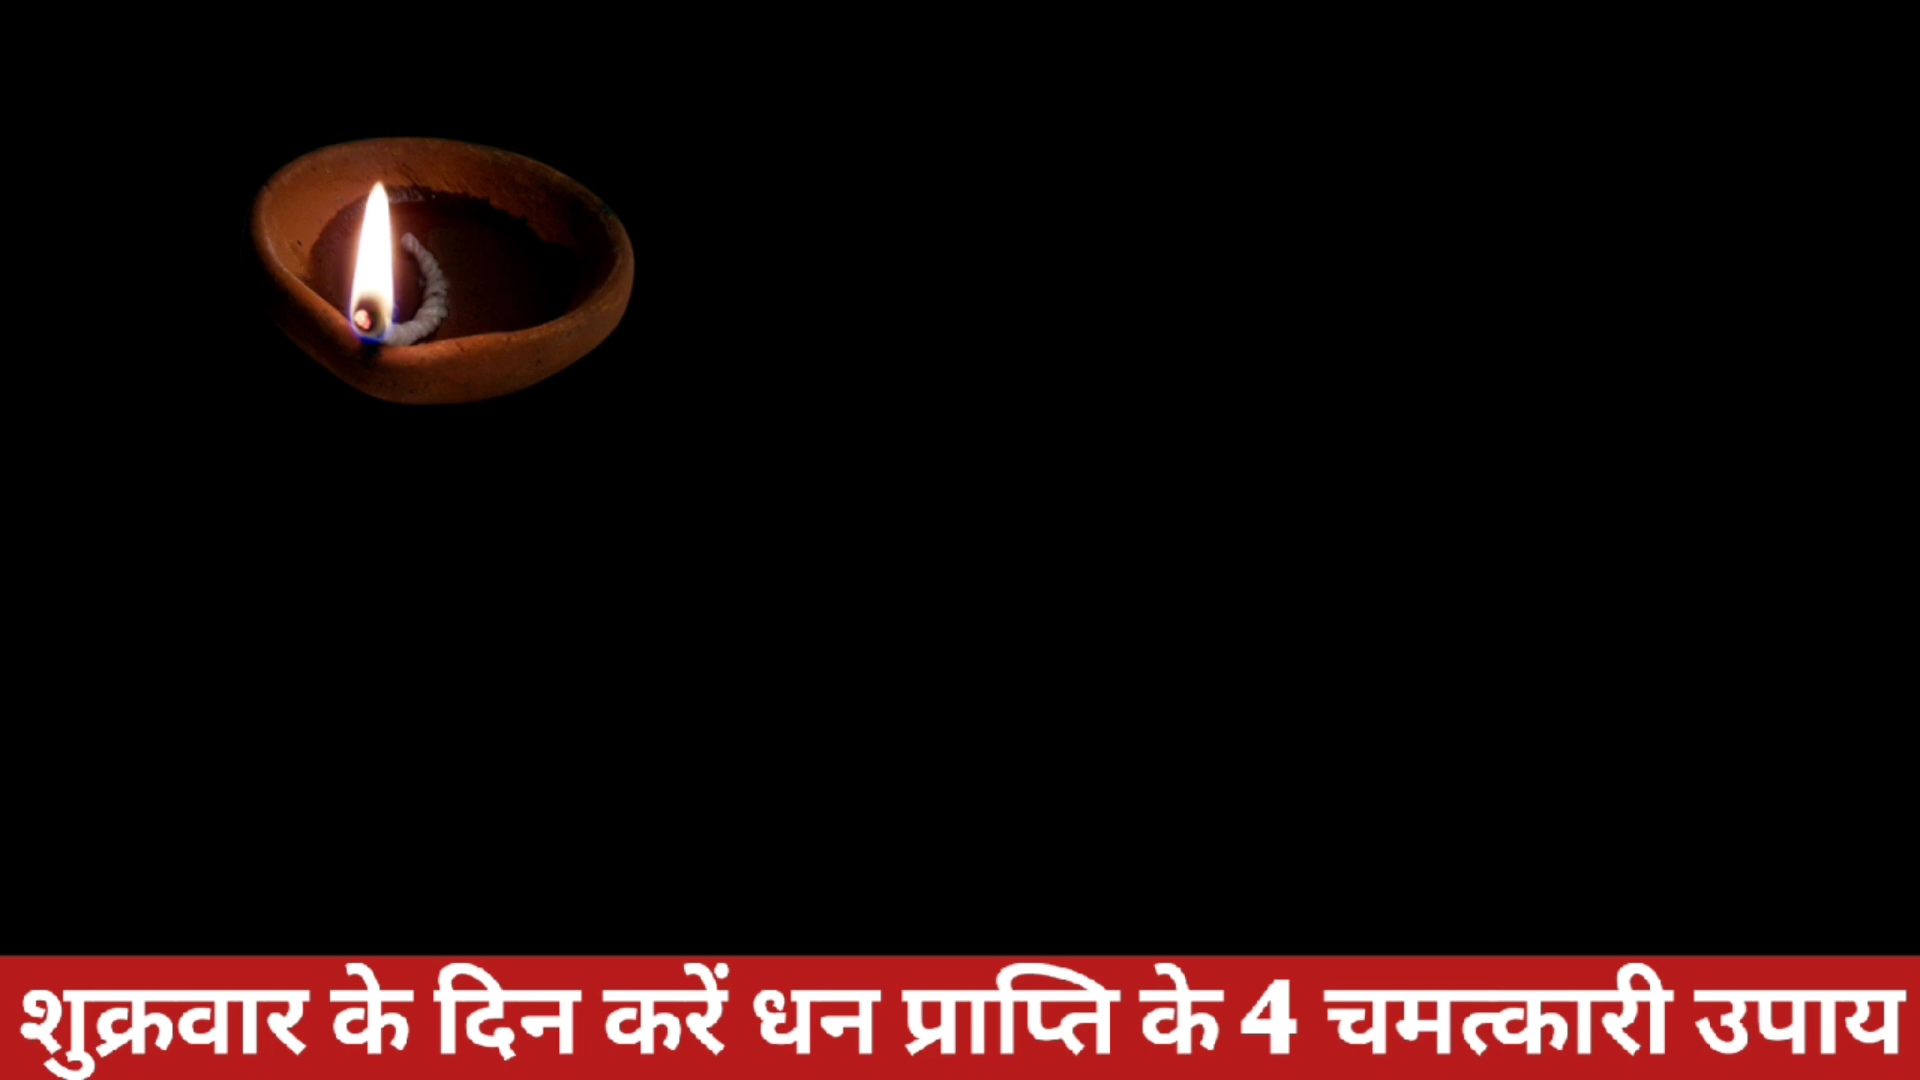 शुक्रवार के दिन करें धन प्राप्ति के 4 चमत्कारी उपाय